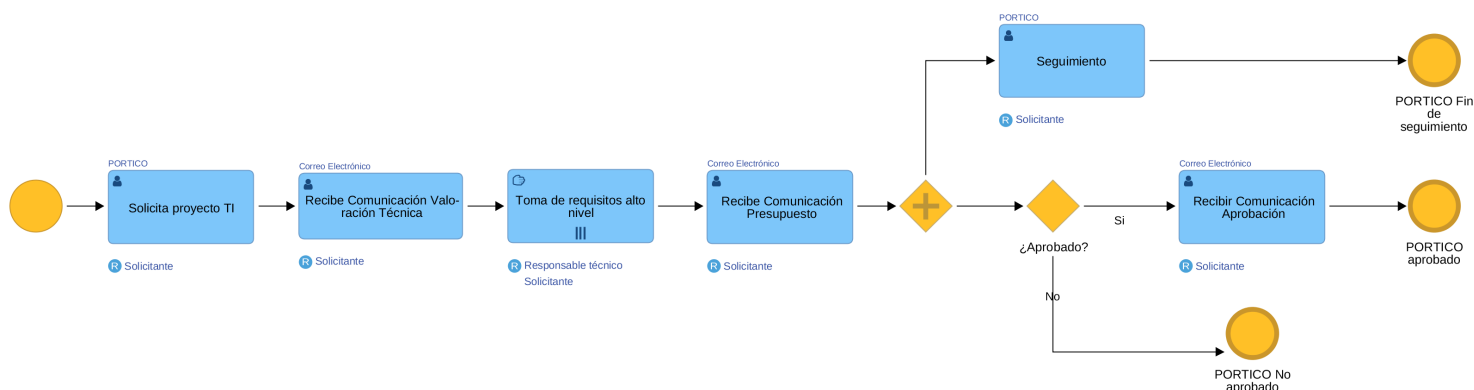 PORTICO
Seguimiento
R Solicitante
PORTICO Fin
de
seguimiento
PORTICO
Solicita proyecto TI
R Solicitante
Correo Electrónico
Recibe Comunicación Valo-
ración Técnica
R Solicitante
Toma de requisitos alto
nivel
R Responsable técnico
Solicitante
Correo Electrónico
Recibe Comunicación
Presupuesto
R Solicitante
¿Aprobado?
Si
No
Correo Electrónico
Recibir Comunicación
Aprobación
R Solicitante
PORTICO
aprobado
PORTICO No
aprobado